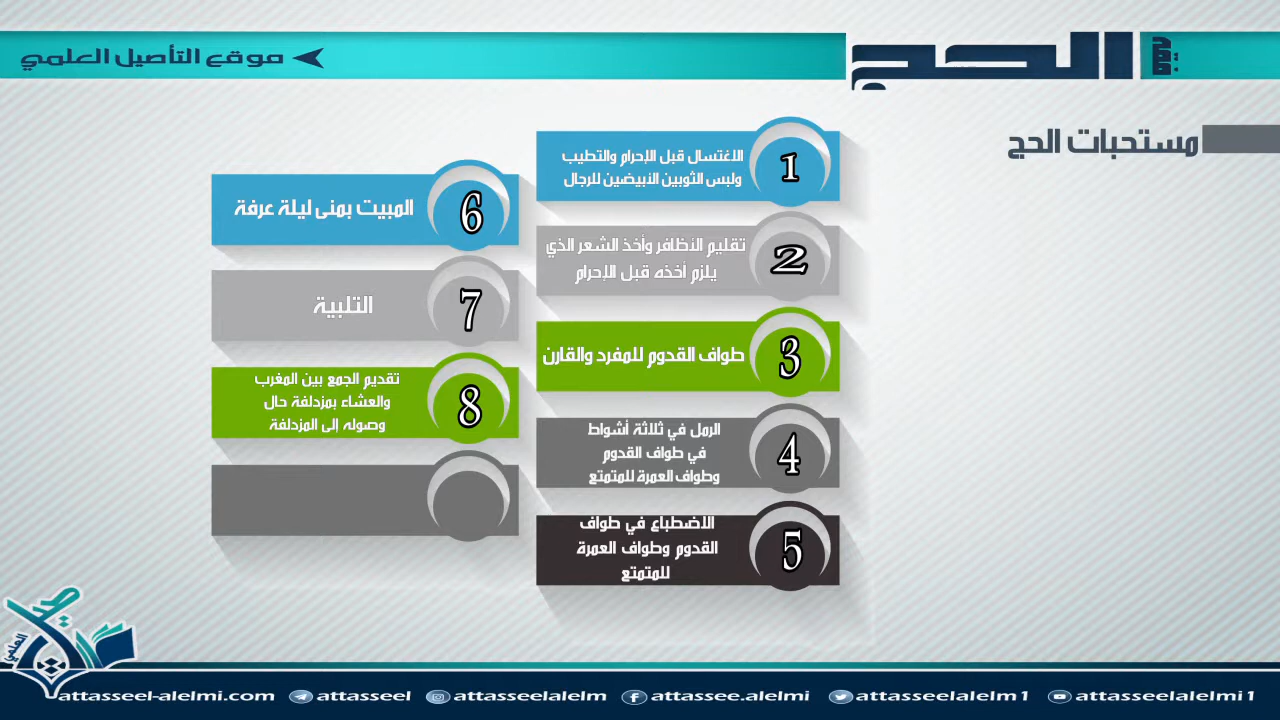 الحج
موقع التأصيل العلمي
مستحبات الحج
1
الاغتسال قبل الإحرام والتطيب
ولبس الثوبين الأبيضين للرجال
2
تقليم الأظافر وأخذ الشعر الذي
يلزم أخذه قبل الإحرام
3
طواف القدوم للمفرد والقارن
4
الرمل في ثلاثة أشواط
في طواف القدوم
وطواف العمرة للمتمتع
5
الاضطباع في طواف
القدوم وطواف العمرة
للمتمتع
6
المبيت بمنى ليلة عرفة
7
التلبية
8
تقديم الجمع بين المغرب
والعشاء بمزدلفة حال
وصوله إلى المزدلفة
العلمي
attasseel-alelmi.com attasseel attasseelalelm attassee.alelmi attasseelalelm1 attasseelalelmi1